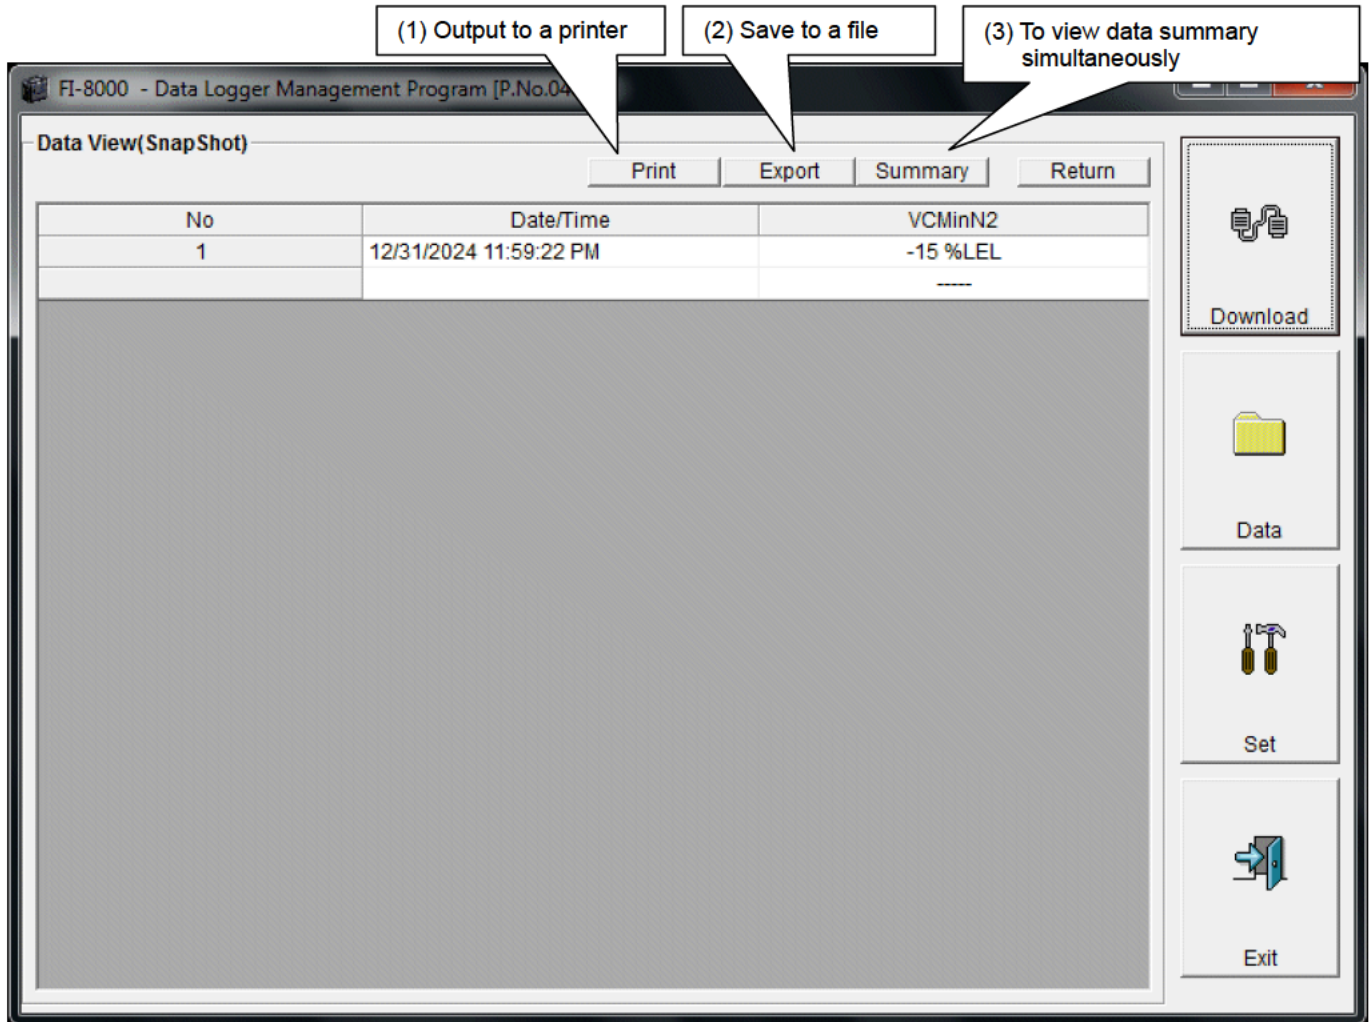 (1) Output to a printer
(2) Save to a file
(3) To view data summary
simultaneously
FI-8000 - Data Logger Management Program [P.No.04
Data View(SnapShot)
Print Export Summary Return
No Date/Time VCMinN2
1 12/31/2024 11:59:22 PM -15 %LEL
-----
Download
Data
Set
Exit